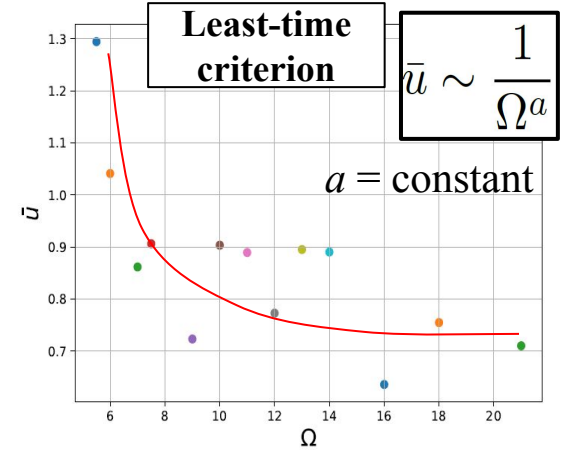 Least-time
criterion
ū ~ 1/Ω^a
a = constant
1.3
1.2
1.1
1.0
0.9
0.8
0.7
ū
6 8 10 12 14 16 18 20
Ω